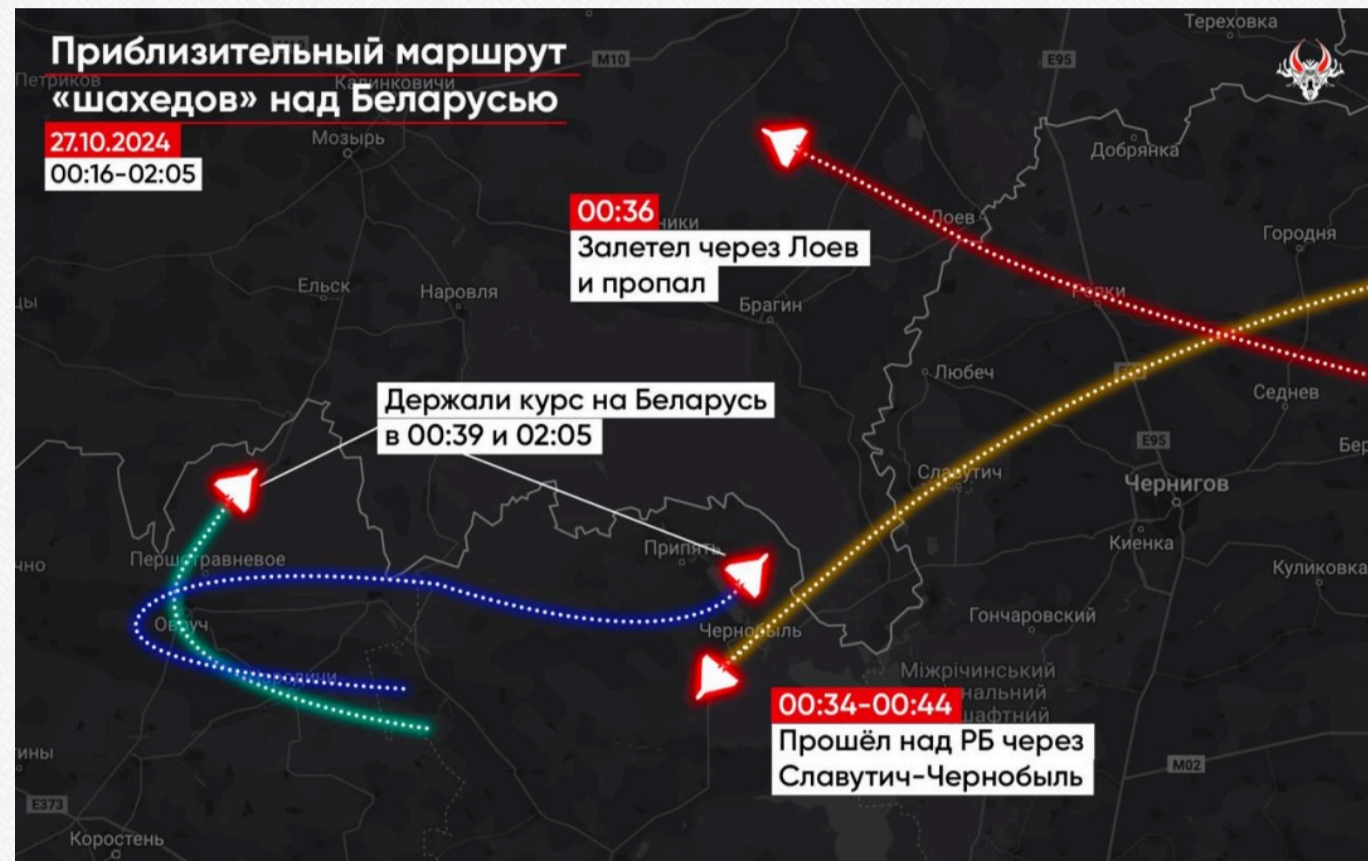 Приблизительный маршрут
«шахедов» над Беларусью
27.10.2024
00:16-02:05
Тереховка
M10
E95
Петриков
Калинковичи
Мозырь
Добрянка
00:36
Залетел через Лоев
и пропал
Лоев
Городня
Ельск
Наровля
Брагин
Репки
Любеч
Седнев
Держали курс на Беларусь
в 00:39 и 02:05
E95
Славутич
Чернигов
Киенка
Припять
Першотравневое
Куликовка
Овруч
Чернобыль
Гончаровский
Міжрічинський
00:34-00:44
Прошёл над РБ через
Славутич-Чернобыль
M02
E373
Коростень